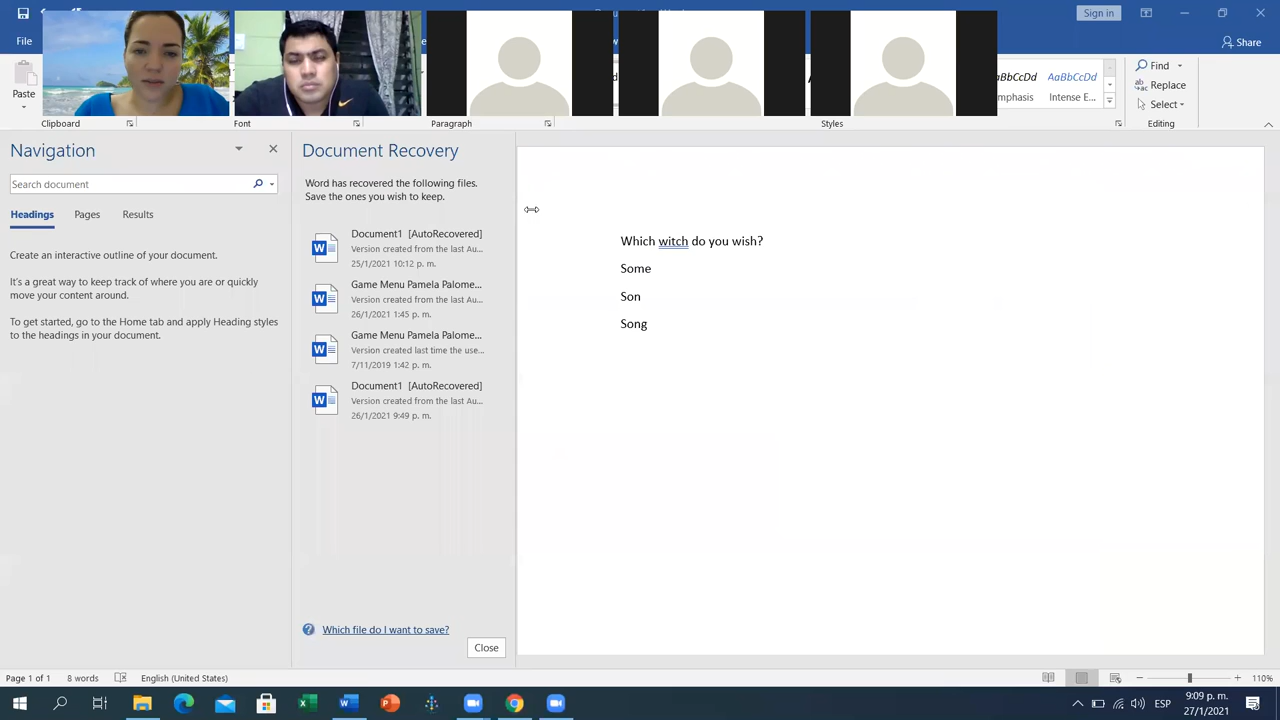 Sign in
File
Share
Paste
AaBbCcDd
AaBbCcDd
Intense E...
Find
Replace
Select
Clipboard
Font
Paragraph
Styles
Editing
Navigation
Search document
Headings
Pages
Results
Create an interactive outline of your document.
It's a great way to keep track of where you are or quickly
move your content around.
To get started, go to the Home tab and apply Heading styles
to the headings in your document.
Document Recovery
Word has recovered the following files.
Save the ones you wish to keep.
Document1 [AutoRecovered]
Version created from the last Au...
25/1/2021 10:12 p. m.
Game Menu Pamela Palome...
Version created from the last Au...
26/1/2021 1:45 p. m.
Game Menu Pamela Palome...
Version created last time the use...
7/11/2019 1:42 p. m.
Document1 [AutoRecovered]
Version created from the last Au...
26/1/2021 9:49 p. m.
Which file do I want to save?
Close
Which witch do you wish?
Some
Son
Song
Page 1 of 1
8 words
English (United States)
110%
ESP
9:09 p. m.
27/1/2021